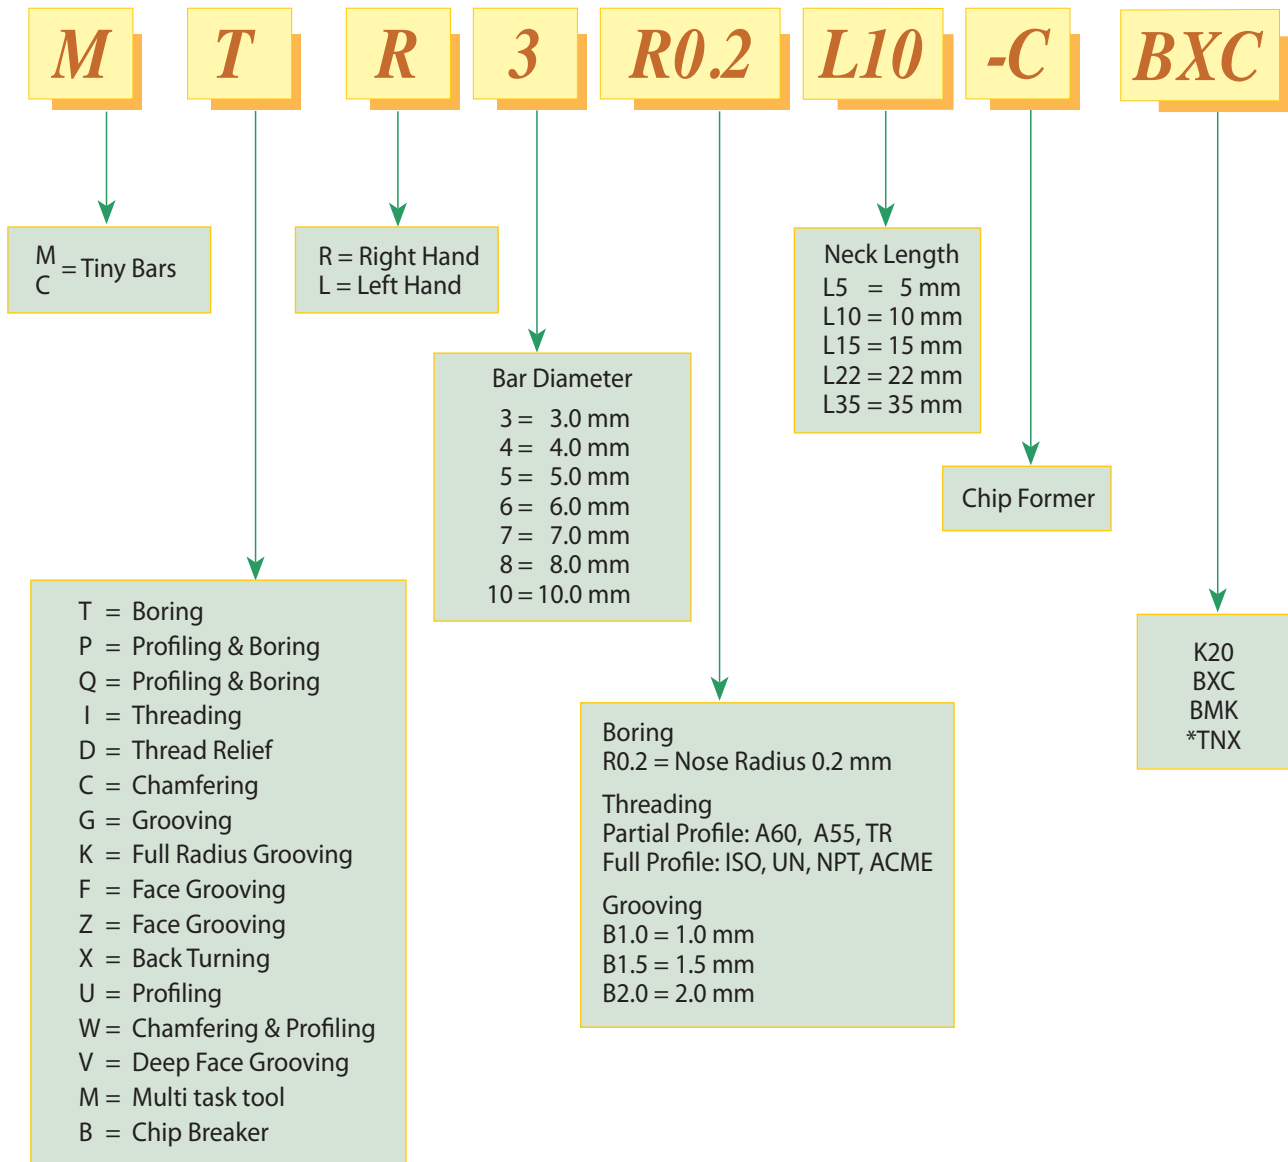 M T R 3 R0.2 L10 -C BXC
M
C = Tiny Bars
R = Right Hand
L = Left Hand
Neck Length
L5 = 5 mm
L10 = 10 mm
L15 = 15 mm
L22 = 22 mm
L35 = 35 mm
Bar Diameter
3 = 3.0 mm
4 = 4.0 mm
5 = 5.0 mm
6 = 6.0 mm
7 = 7.0 mm
8 = 8.0 mm
10 = 10.0 mm
Chip Former
T = Boring
P = Profiling & Boring
Q = Profiling & Boring
I = Threading
D = Thread Relief
C = Chamfering
G = Grooving
K = Full Radius Grooving
F = Face Grooving
Z = Face Grooving
X = Back Turning
U = Profiling
W = Chamfering & Profiling
V = Deep Face Grooving
M = Multi task tool
B = Chip Breaker
K20
BXC
BMK
*TNX
Boring
R0.2 = Nose Radius 0.2 mm
Threading
Partial Profile: A60, A55, TR
Full Profile: ISO, UN, NPT, ACME
Grooving
B1.0 = 1.0 mm
B1.5 = 1.5 mm
B2.0 = 2.0 mm